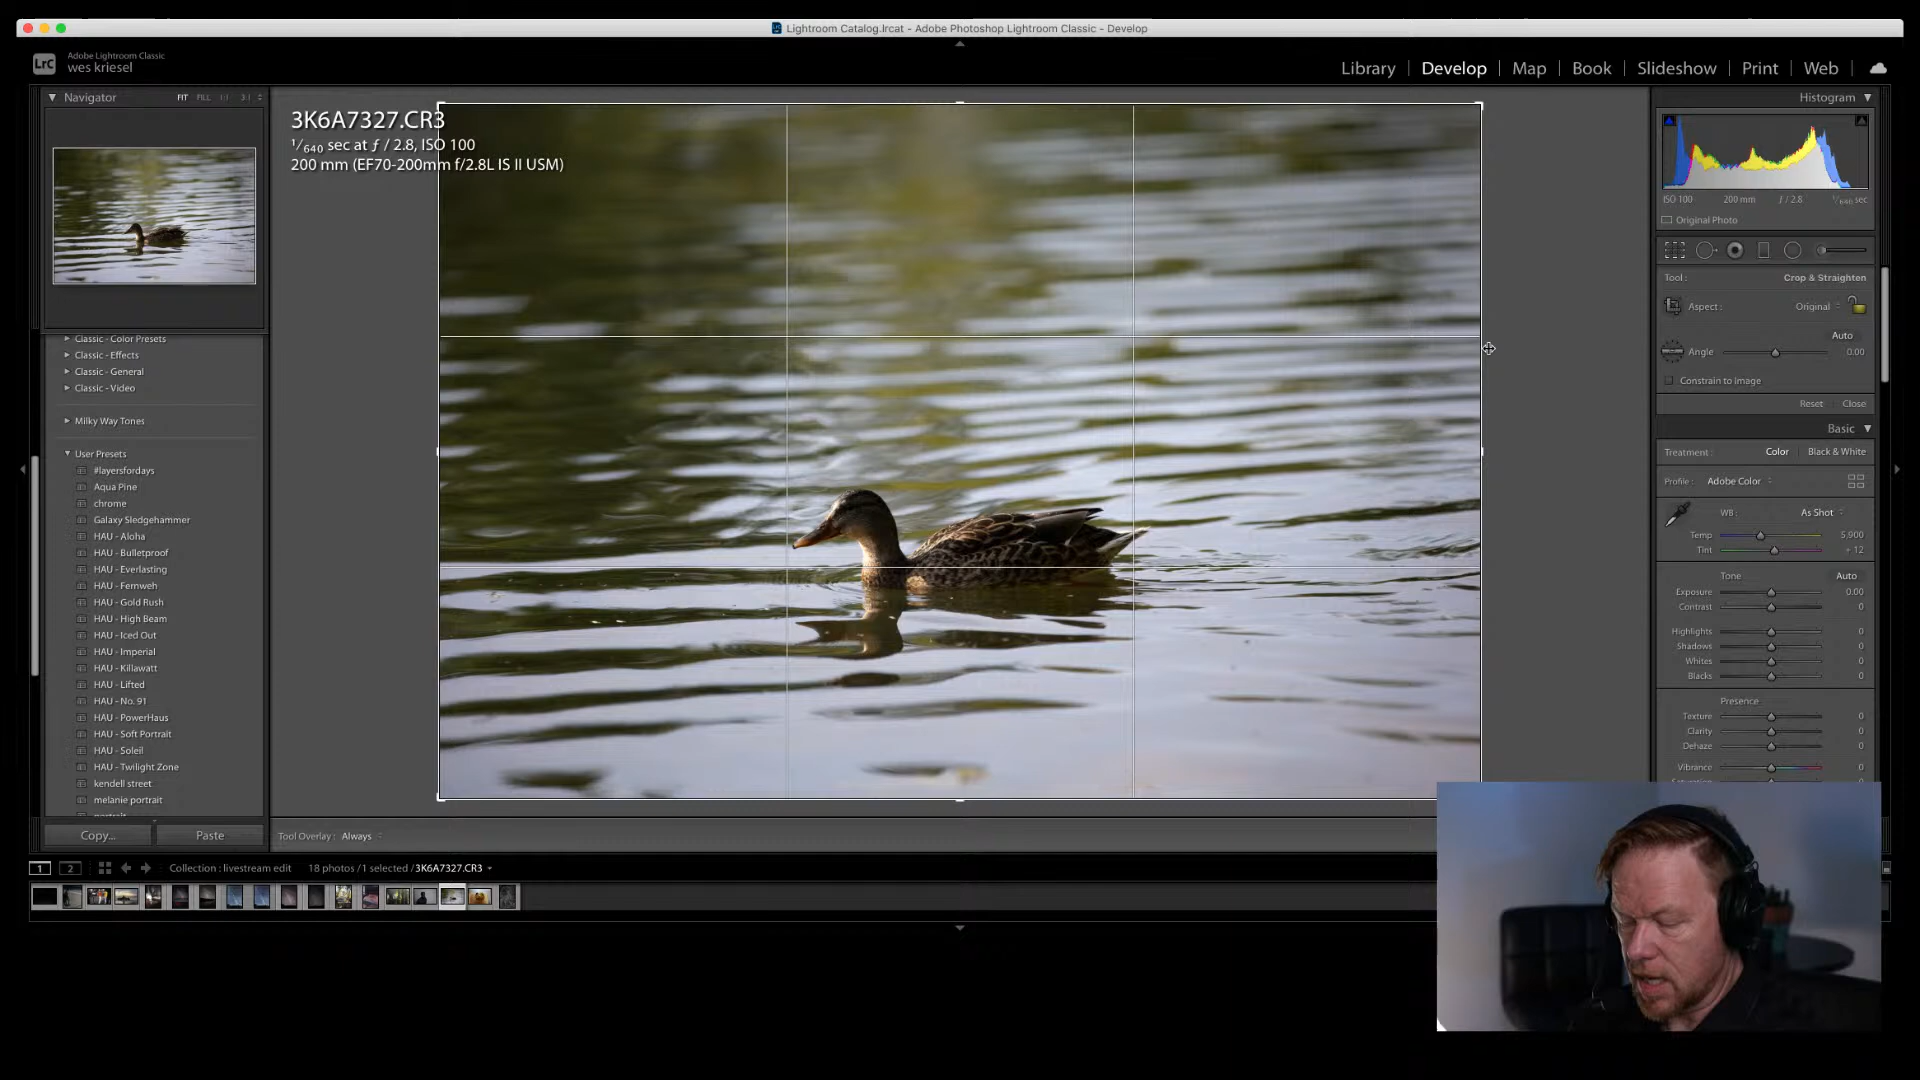 Lightroom Catalog.lrcat - Adobe Photoshop Lightroom Classic - Develop
LrC
Adobe Lightroom Classic
wes kriesel
Library | Develop | Map | Book | Slideshow | Print | Web
Navigator FIT FILL 1:1 3:1
Histogram
3K6A7327.CR3
1/640 sec at ƒ / 2.8, ISO 100
200 mm (EF70-200mm f/2.8L IS II USM)
ISO 100 200 mm ƒ / 2.8 1/640 sec
Original Photo
Tool : Crop & Straighten
Aspect : Original
Auto
Angle 0.00
Constrain to Image
Reset Close
Basic
Treatment : Color Black & White
Profile : Adobe Color
WB : As Shot
Temp 5,900
Tint + 12
Tone Auto
Exposure 0.00
Contrast 0
Highlights 0
Shadows 0
Whites 0
Blacks 0
Presence
Texture 0
Clarity 0
Dehaze 0
Vibrance 0
Classic - Color Presets
Classic - Effects
Classic - General
Classic - Video
Milky Way Tones
User Presets
#layersfordays
Aqua Pine
chrome
Galaxy Sledgehammer
HAU - Aloha
HAU - Bulletproof
HAU - Everlasting
HAU - Fernweh
HAU - Gold Rush
HAU - High Beam
HAU - Iced Out
HAU - Imperial
HAU - Killawatt
HAU - Lifted
HAU - No. 91
HAU - PowerHaus
HAU - Soft Portrait
HAU - Soleil
HAU - Twilight Zone
kendell street
melanie portrait
Copy... Paste
Tool Overlay : Always
1 2 Collection : livestream edit 18 photos / 1 selected / 3K6A7327.CR3